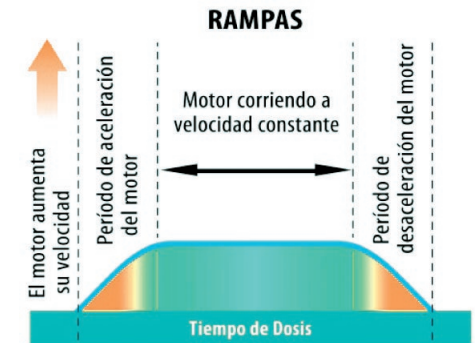 RAMPAS
El motor aumenta
su velocidad
Período de aceleración
del motor
Motor corriendo a
velocidad constante
Período de
desaceleración del motor
Tiempo de Dosis